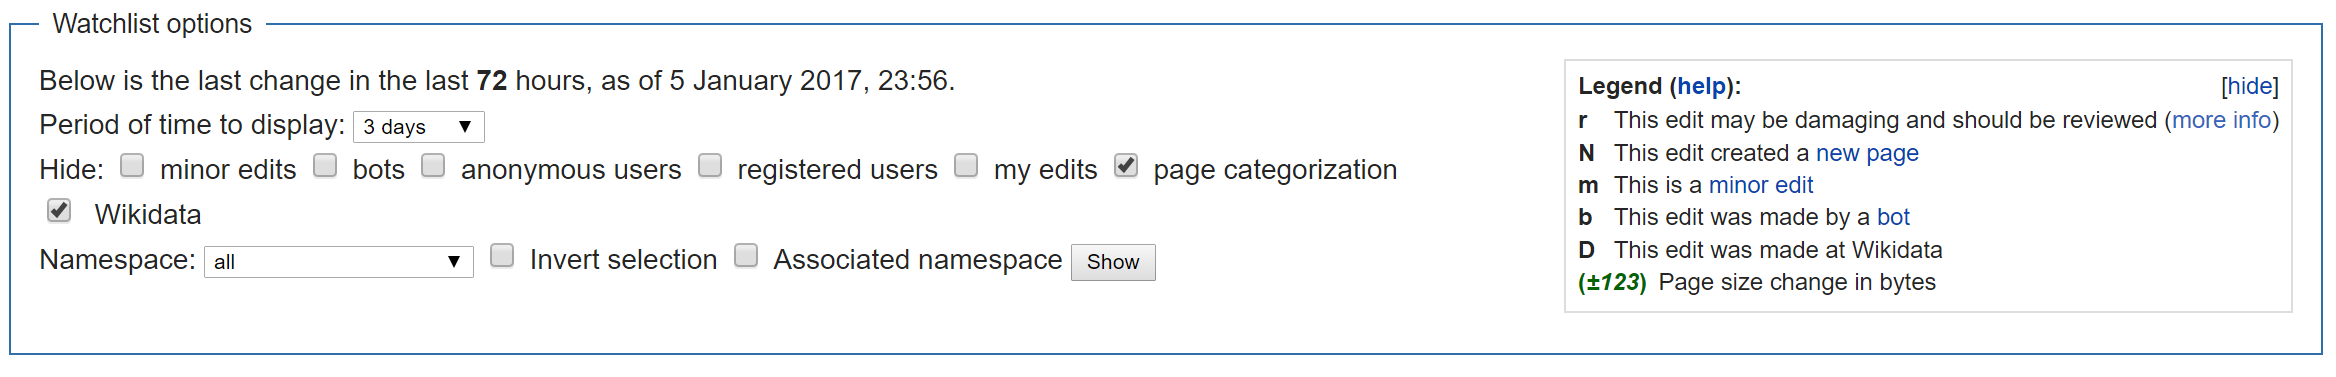 Watchlist options
Below is the last change in the last 72 hours, as of 5 January 2017, 23:56.
Period of time to display: 3 days
Hide: minor edits bots anonymous users registered users my edits page categorization
Wikidata
Namespace: all Invert selection Associated namespace Show
Legend (help): [hide]
r This edit may be damaging and should be reviewed (more info)
N This edit created a new page
m This is a minor edit
b This edit was made by a bot
D This edit was made at Wikidata
(±123) Page size change in bytes